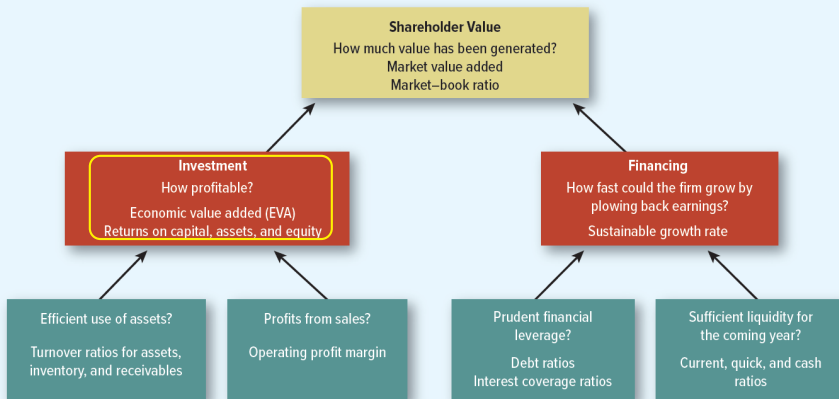 Shareholder Value
How much value has been generated?
Market value added
Market–book ratio
Investment
How profitable?
Economic value added (EVA)
Returns on capital, assets, and equity
Financing
How fast could the firm grow by
plowing back earnings?
Sustainable growth rate
Efficient use of assets?
Turnover ratios for assets,
inventory, and receivables
Profits from sales?
Operating profit margin
Prudent financial
leverage?
Debt ratios
Interest coverage ratios
Sufficient liquidity for
the coming year?
Current, quick, and cash
ratios